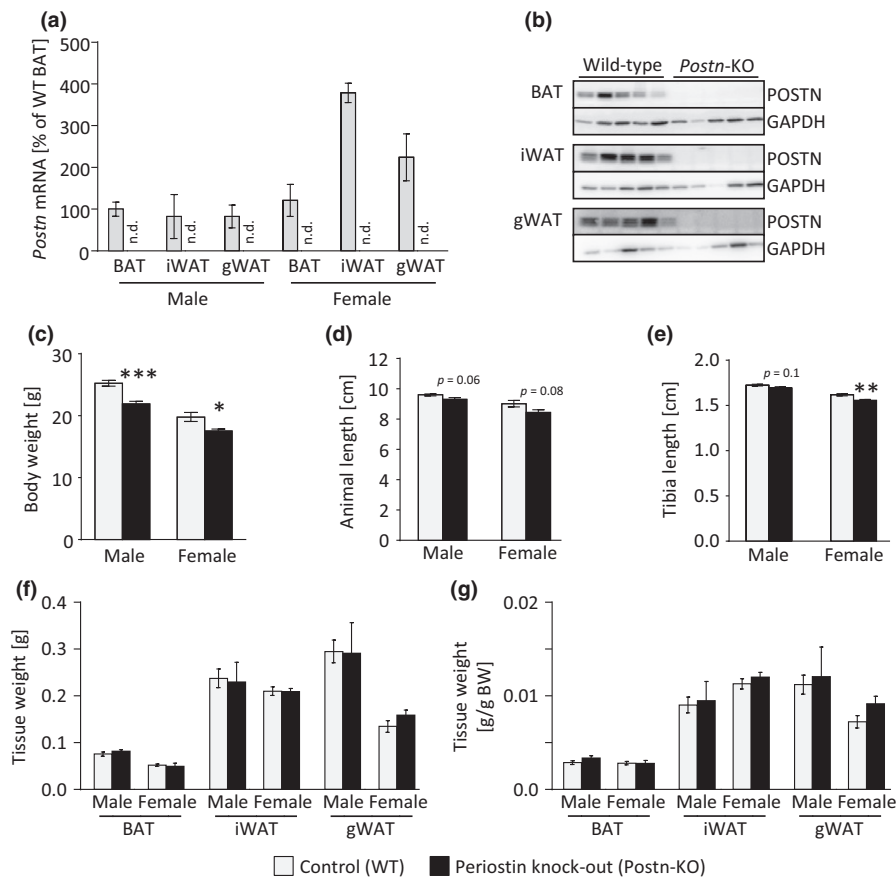 (a)
Postn mRNA [% of WT BAT]
500
400
300
200
100
0
n.d.
n.d.
n.d.
n.d.
n.d.
n.d.
BAT iWAT gWAT BAT iWAT gWAT
Male Female
(b)
Wild-type Postn-KO
BAT POSTN
GAPDH
iWAT POSTN
GAPDH
gWAT POSTN
GAPDH
(c)
Body weight [g]
30
20
10
0
***
*
Male Female
(d)
Animal length [cm]
12
10
8
6
4
2
0
p = 0.06
p = 0.08
Male Female
(e)
Tibia length [cm]
2.0
1.5
1.0
0.5
0.0
p = 0.1
**
Male Female
(f)
Tissue weight [g]
0.4
0.3
0.2
0.1
0.0
Male Female Male Female Male Female
BAT iWAT gWAT
(g)
Tissue weight
[g/g BW]
0.02
0.01
0.00
Male Female Male Female Male Female
BAT iWAT gWAT
Control (WT) Periostin knock-out (Postn-KO)